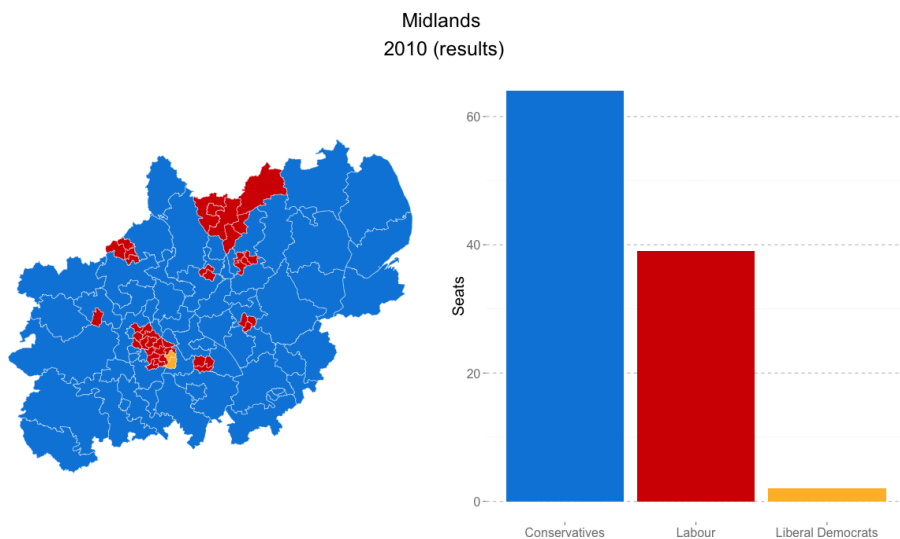 Midlands
2010 (results)
60
40
20
0
Seats
Conservatives
Labour
Liberal Democrats